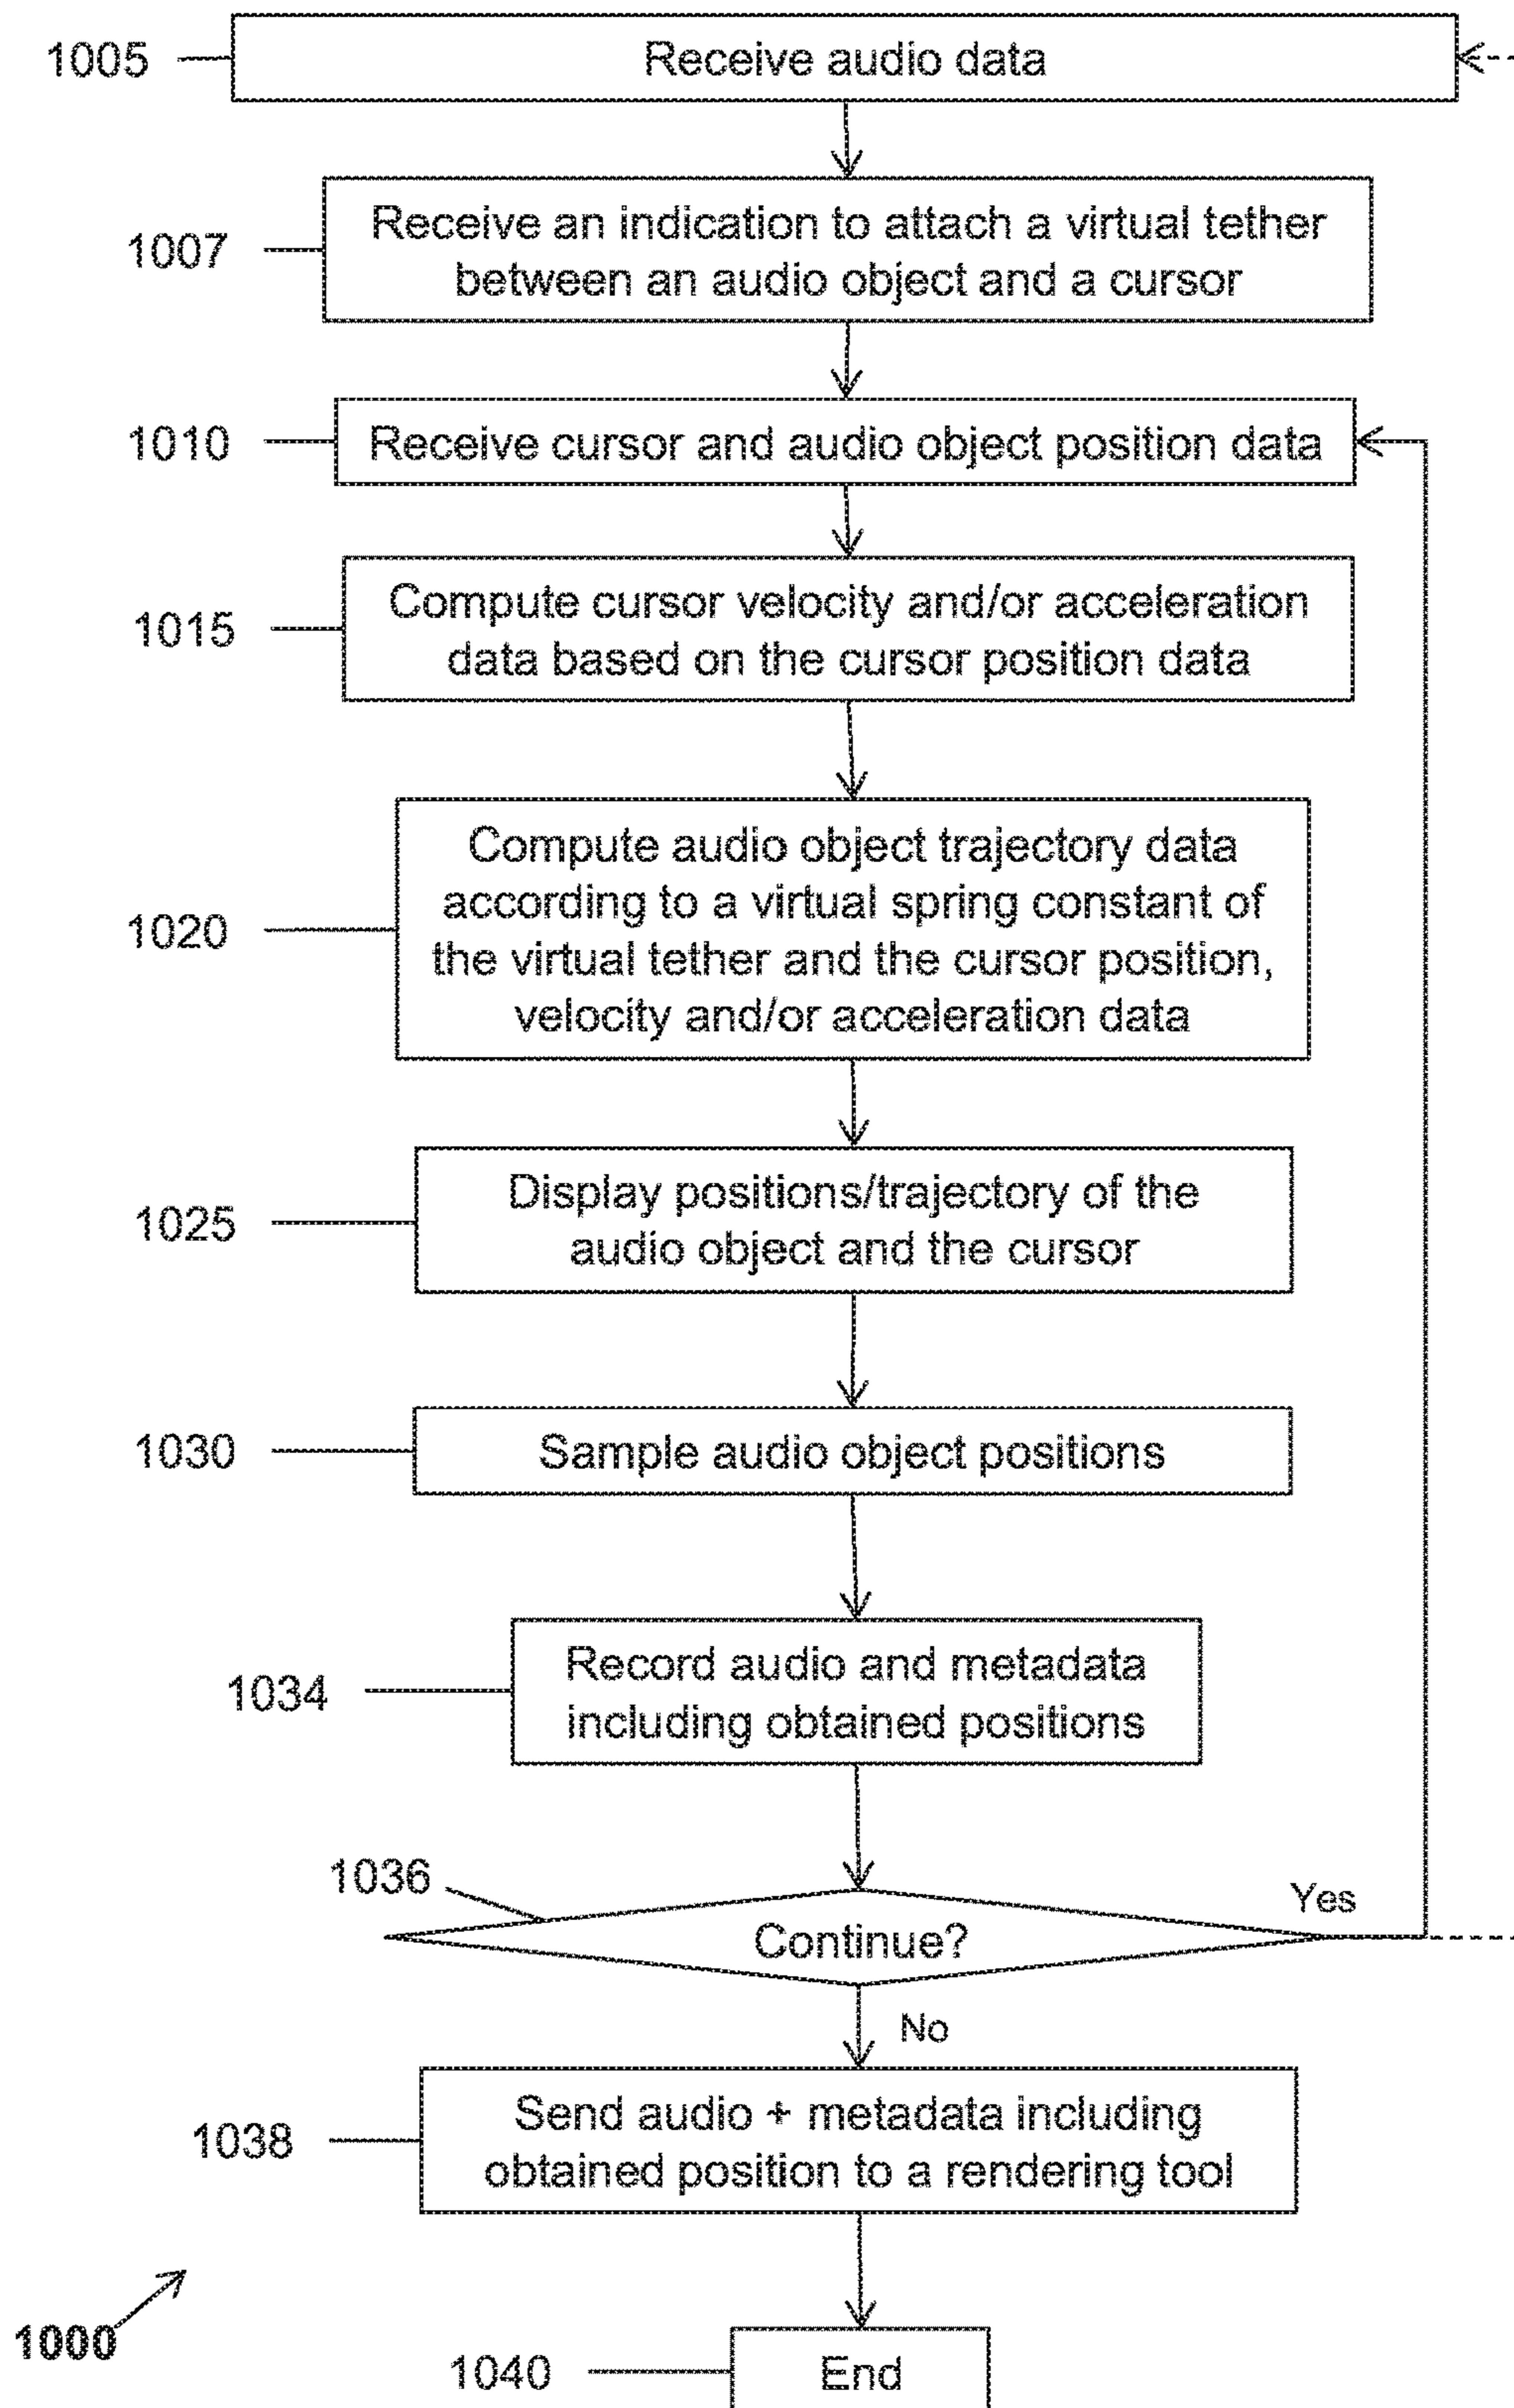 1005
Receive audio data
1007
Receive an indication to attach a virtual tether
between an audio object and a cursor
1010
Receive cursor and audio object position data
1015
Compute cursor velocity and/or acceleration
data based on the cursor position data
1020
Compute audio object trajectory data
according to a virtual spring constant of
the virtual tether and the cursor position,
velocity and/or acceleration data
1025
Display positions/trajectory of the
audio object and the cursor
1030
Sample audio object positions
1034
Record audio and metadata
including obtained positions
1036
Continue?
Yes
No
1038
Send audio + metadata including
obtained position to a rendering tool
1000
1040
End